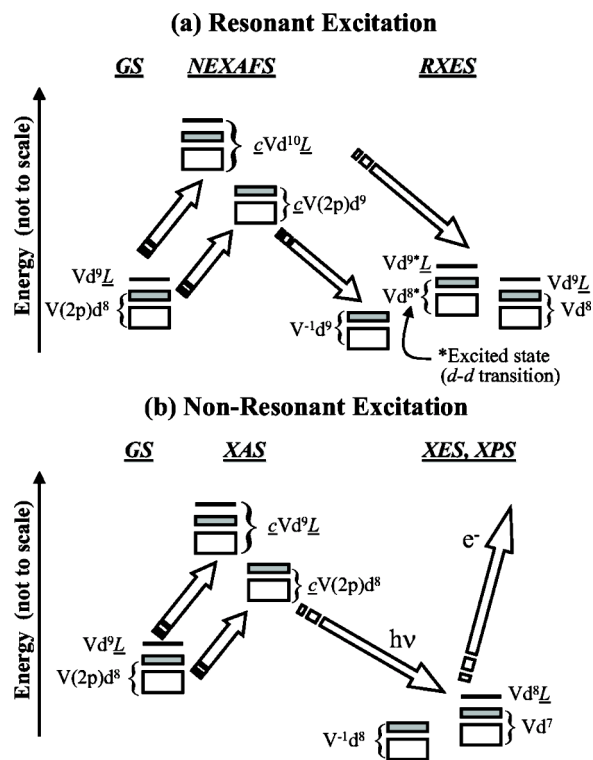 (a) Resonant Excitation
GS NEXAFS RXES
Energy (not to scale)
cVd¹⁰L
cV(2p)d⁹
Vd⁹L
V(2p)d⁸
Vd⁹*L
Vd⁸*
Vd⁹L
Vd⁸
V⁻¹d⁹
*Excited state
(d-d transition)
(b) Non-Resonant Excitation
GS XAS XES, XPS
Energy (not to scale)
cVd⁹L
e⁻
cV(2p)d⁸
hν
Vd⁹L
V(2p)d⁸
Vd⁸L
Vd⁷
V⁻¹d⁸